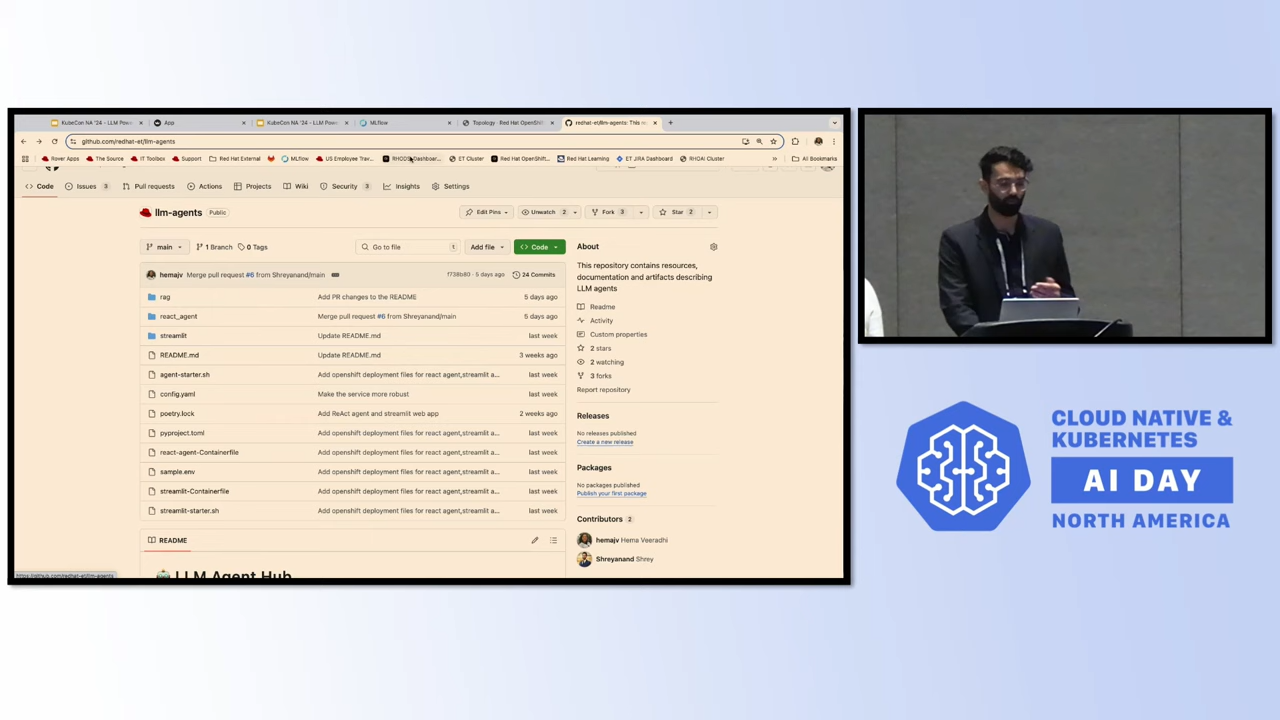 KubeCon NA '24 - LLM Pow
App
KubeCon NA '24 - LLM Pow
MLflow
Topology · Red Hat OpenShift
redhat-et/llm-agents: This re
github.com/redhat-et/llm-agents
Rover Apps
The Source
IT Toolbox
Support
Red Hat External
MLflow
US Employee Trav...
RHODS Dashboar...
ET Cluster
Red Hat OpenShift...
Red Hat Learning
ET JIRA Dashboard
RHOAI Cluster
All Bookmarks
Code
Issues 3
Pull requests
Actions
Projects
Wiki
Security 3
Insights
Settings
llm-agents Public
Edit Pins
Unwatch 2
Fork 3
Star 2
main
1 Branch
0 Tags
Go to file
t
Add file
Code
hemajv Merge pull request #6 from Shreyanand/main
f738b80 · 5 days ago
24 Commits
rag Add PR changes to the README 5 days ago
react_agent Merge pull request #6 from Shreyanand/main 5 days ago
streamlit Update README.md last week
README.md Update README.md 3 weeks ago
agent-starter.sh Add openshift deployment files for react agent,streamlit a... last week
config.yaml Make the service more robust last week
poetry.lock Add ReAct agent and streamlit web app 2 weeks ago
pyproject.toml Add openshift deployment files for react agent,streamlit a... last week
react-agent-Containerfile Add openshift deployment files for react agent,streamlit a... last week
sample.env Add openshift deployment files for react agent,streamlit a... last week
streamlit-Containerfile Add openshift deployment files for react agent,streamlit a... last week
streamlit-starter.sh Add openshift deployment files for react agent,streamlit a... last week
README
LLM Agent Hub
https://github.com/redhat-et/llm-agents
About
This repository contains resources,
documentation and artifacts describing
LLM agents
Readme
Activity
Custom properties
2 stars
2 watching
3 forks
Report repository
Releases
No releases published
Create a new release
Packages
No packages published
Publish your first package
Contributors 2
hemajv Hema Veeradhi
Shreyanand Shrey
CLOUD NATIVE &
KUBERNETES
AI DAY
NORTH AMERICA